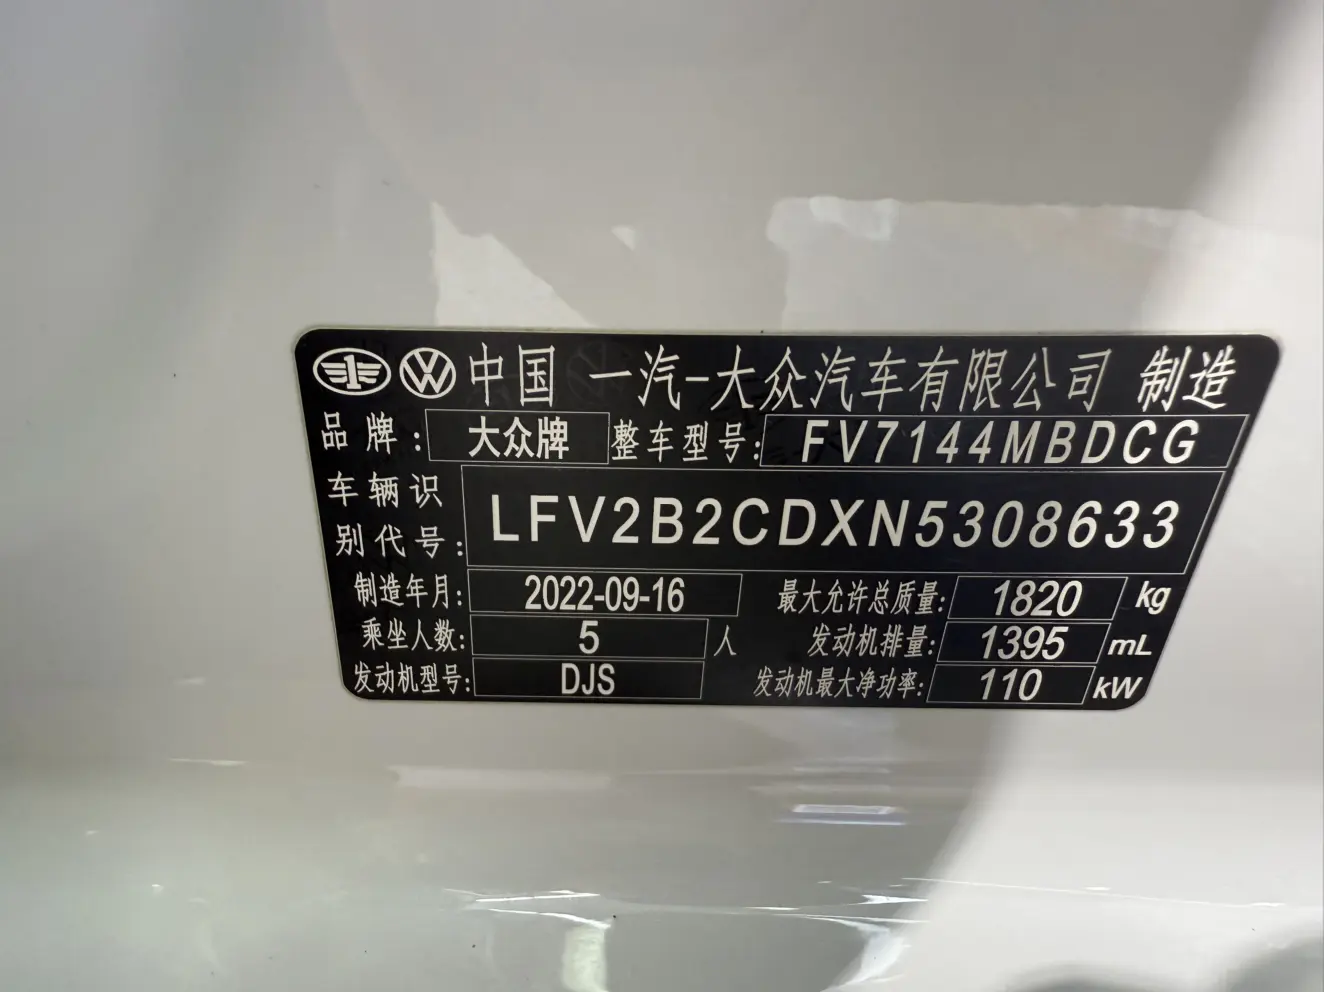 中国 一汽-大众汽车有限公司 制造
品牌: 大众牌 整车型号: FV7144MBDCG
车辆识别代号: LFV2B2CDXN5308633
制造年月: 2022-09-16 最大允许总质量: 1820 kg
乘坐人数: 5 人 发动机排量: 1395 mL
发动机型号: DJS 发动机最大净功率: 110 kW